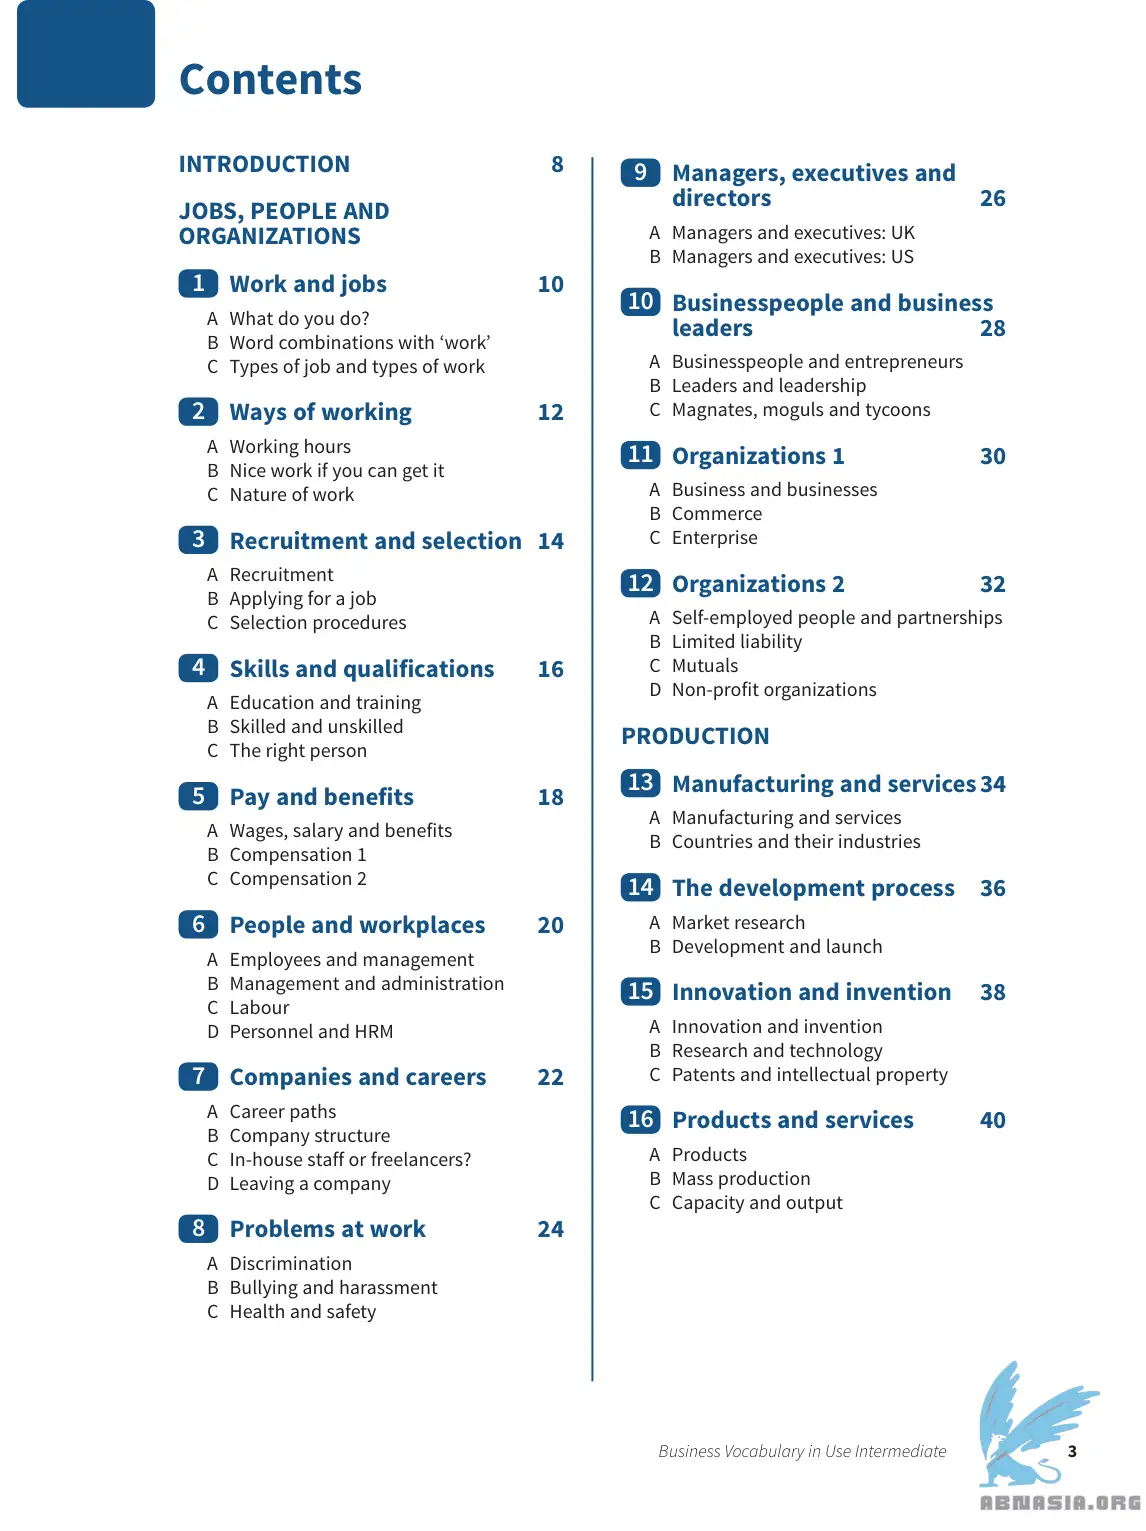 Contents
INTRODUCTION 8
JOBS, PEOPLE AND
ORGANIZATIONS
1 Work and jobs 10
A What do you do?
B Word combinations with ‘work’
C Types of job and types of work
2 Ways of working 12
A Working hours
B Nice work if you can get it
C Nature of work
3 Recruitment and selection 14
A Recruitment
B Applying for a job
C Selection procedures
4 Skills and qualifications 16
A Education and training
B Skilled and unskilled
C The right person
5 Pay and benefits 18
A Wages, salary and benefits
B Compensation 1
C Compensation 2
6 People and workplaces 20
A Employees and management
B Management and administration
C Labour
D Personnel and HRM
7 Companies and careers 22
A Career paths
B Company structure
C In-house staff or freelancers?
D Leaving a company
8 Problems at work 24
A Discrimination
B Bullying and harassment
C Health and safety
9 Managers, executives and
directors 26
A Managers and executives: UK
B Managers and executives: US
10 Businesspeople and business
leaders 28
A Businesspeople and entrepreneurs
B Leaders and leadership
C Magnates, moguls and tycoons
11 Organizations 1 30
A Business and businesses
B Commerce
C Enterprise
12 Organizations 2 32
A Self-employed people and partnerships
B Limited liability
C Mutuals
D Non-profit organizations
PRODUCTION
13 Manufacturing and services 34
A Manufacturing and services
B Countries and their industries
14 The development process 36
A Market research
B Development and launch
15 Innovation and invention 38
A Innovation and invention
B Research and technology
C Patents and intellectual property
16 Products and services 40
A Products
B Mass production
C Capacity and output
Business Vocabulary in Use Intermediate 3
ABNASIA.ORG